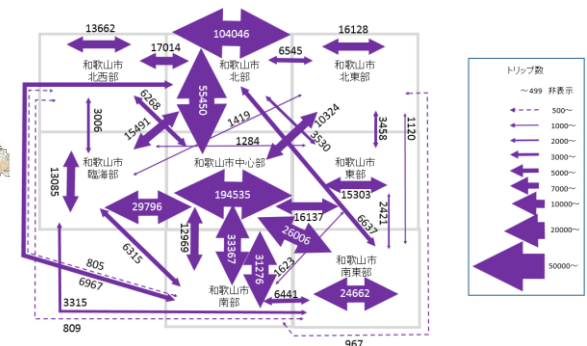 13662
17014
104046
6545
16128
和歌山市
北西部
和歌山市
北部
和歌山市
北東部
6268
55450
3006
15491
1419
10324
3530
1284
3458
1120
和歌山市
臨海部
和歌山市中心部
和歌山市
東部
13085
194535
15303
29796
16137
2421
12969
33367
26006
6637
6315
31276
1623
和歌山市
南東部
805
6967
和歌山市
南部
6441
24662
3315
809
967
トリップ数
～499 非表示
500～
1000～
2000～
3000～
5000～
7000～
10000～
20000～
50000～